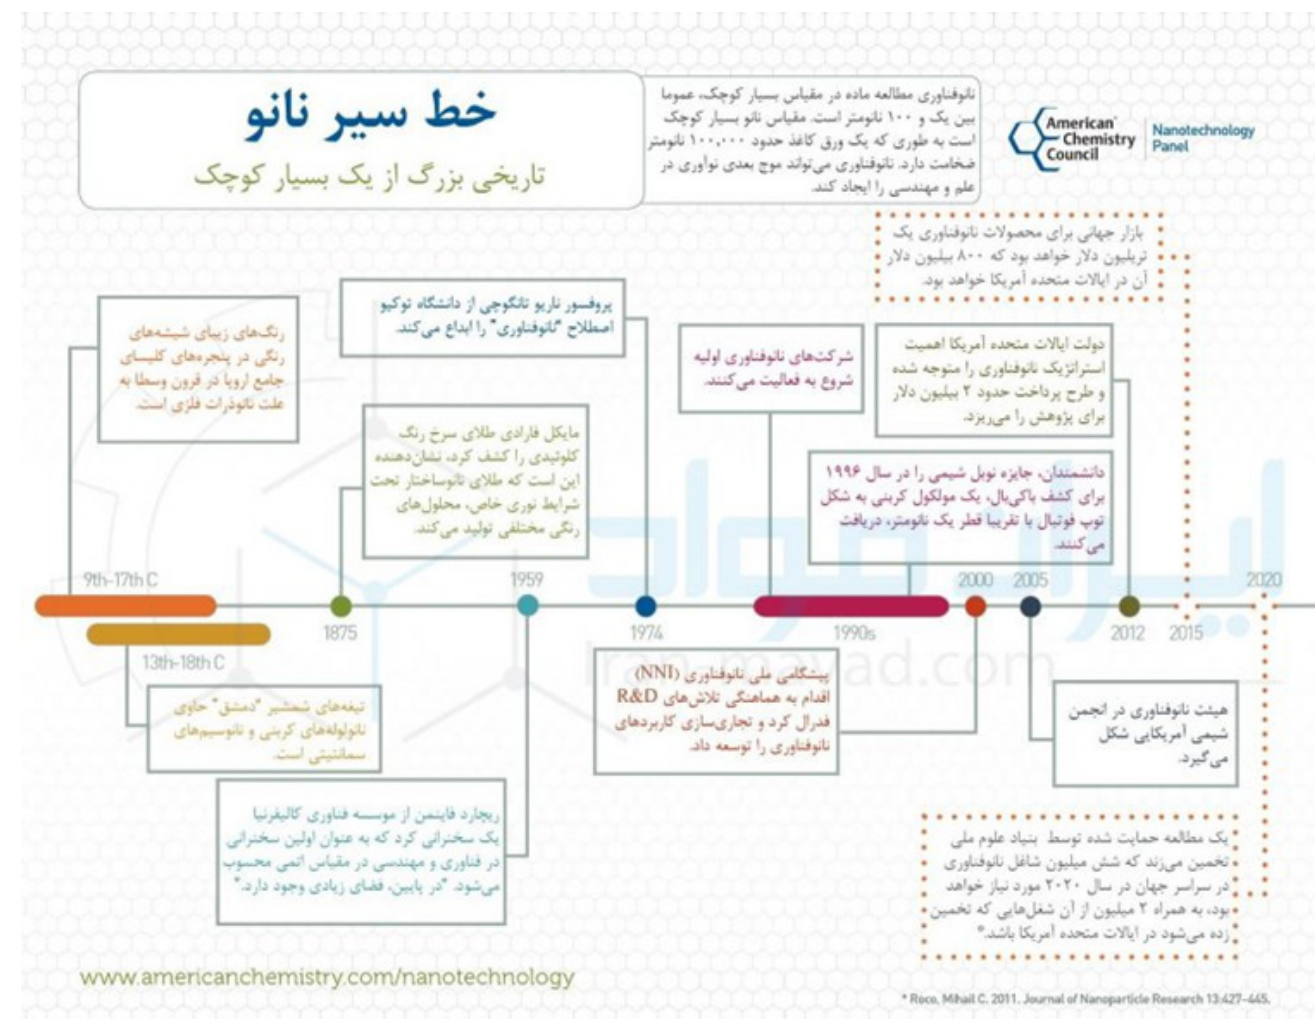 خط سیر نانو
تاریخی بزرگ از یک بسیار کوچک
نانوفناوری مطالعه ماده در مقیاس بسیار کوچک، عموما
بین یک و ۱۰۰ نانومتر است. مقیاس نانو بسیار کوچک
است به طوری که یک ورق کاغذ حدود ۱۰۰,۰۰۰ نانومتر
ضخامت دارد. نانوفناوری می‌تواند موج بعدی نوآوری در
علم و مهندسی را ایجاد کند.
American
Chemistry
Council
Nanotechnology
Panel
بازار جهانی برای محصولات نانوفناوری یک
تریلیون دلار خواهد بود که ۸۰۰ بیلیون دلار
آن در ایالات متحده آمریکا خواهد بود.
رنگ‌های زیبای شیشه‌های
رنگی در پنجره‌های کلیسای
جامع اروپا در قرون وسطا به
علت نانوذرات فلزی است.
پروفسور ناریو تانگوچی از دانشگاه توکیو
اصطلاح "نانوفناوری" را ابداع می‌کند.
مایکل فارادی طلای سرخ رنگ
کلوئیدی را کشف کرد، نشان‌دهنده
این است که طلای نانوساختار تحت
شرایط نوری خاص، محلول‌های
رنگی مختلفی تولید می‌کند.
شرکت‌های نانوفناوری اولیه
شروع به فعالیت می‌کنند.
دولت ایالات متحده آمریکا اهمیت
استراتژیک نانوفناوری را متوجه شده
و طرح پرداخت حدود ۲ بیلیون دلار
برای پژوهش را می‌ریزد.
دانشمندان، جایزه نوبل شیمی را در سال ۱۹۹۶
برای کشف باکی‌بال، یک مولکول کربنی به شکل
توپ فوتبال با تقریبا قطر یک نانومتر، دریافت
می‌کنند.
9th-17th C
1959
2000
2005
2020
1875
1974
1990s
2012
2015
13th-18th C
ایران مواد
iran-mavad.com
تیغه‌های شمشیر "دمشق" حاوی
نانولوله‌های کربنی و نانوسیم‌های
سمانتیتی است.
ریچارد فاینمن از موسسه فناوری کالیفرنیا
یک سخنرانی کرد که به عنوان اولین سخنرانی
در فناوری و مهندسی در مقیاس اتمی محسوب
می‌شود. "در پایین، فضای زیادی وجود دارد."
پیشگامی ملی نانوفناوری (NNI)
اقدام به هماهنگی تلاش‌های R&D
فدرال کرد و تجاری‌سازی کاربردهای
نانوفناوری را توسعه داد.
هیئت نانوفناوری در انجمن
شیمی آمریکایی شکل
می‌گیرد.
یک مطالعه حمایت شده توسط بنیاد علوم ملی
تخمین می‌زند که شش میلیون شاغل نانوفناوری
در سراسر جهان در سال ۲۰۲۰ مورد نیاز خواهد
بود، به همراه ۲ میلیون از آن شغل‌هایی که تخمین
زده می‌شود در ایالات متحده آمریکا باشد.*
www.americanchemistry.com/nanotechnology
* Roco, Mihail C. 2011. Journal of Nanoparticle Research 13:427-445.